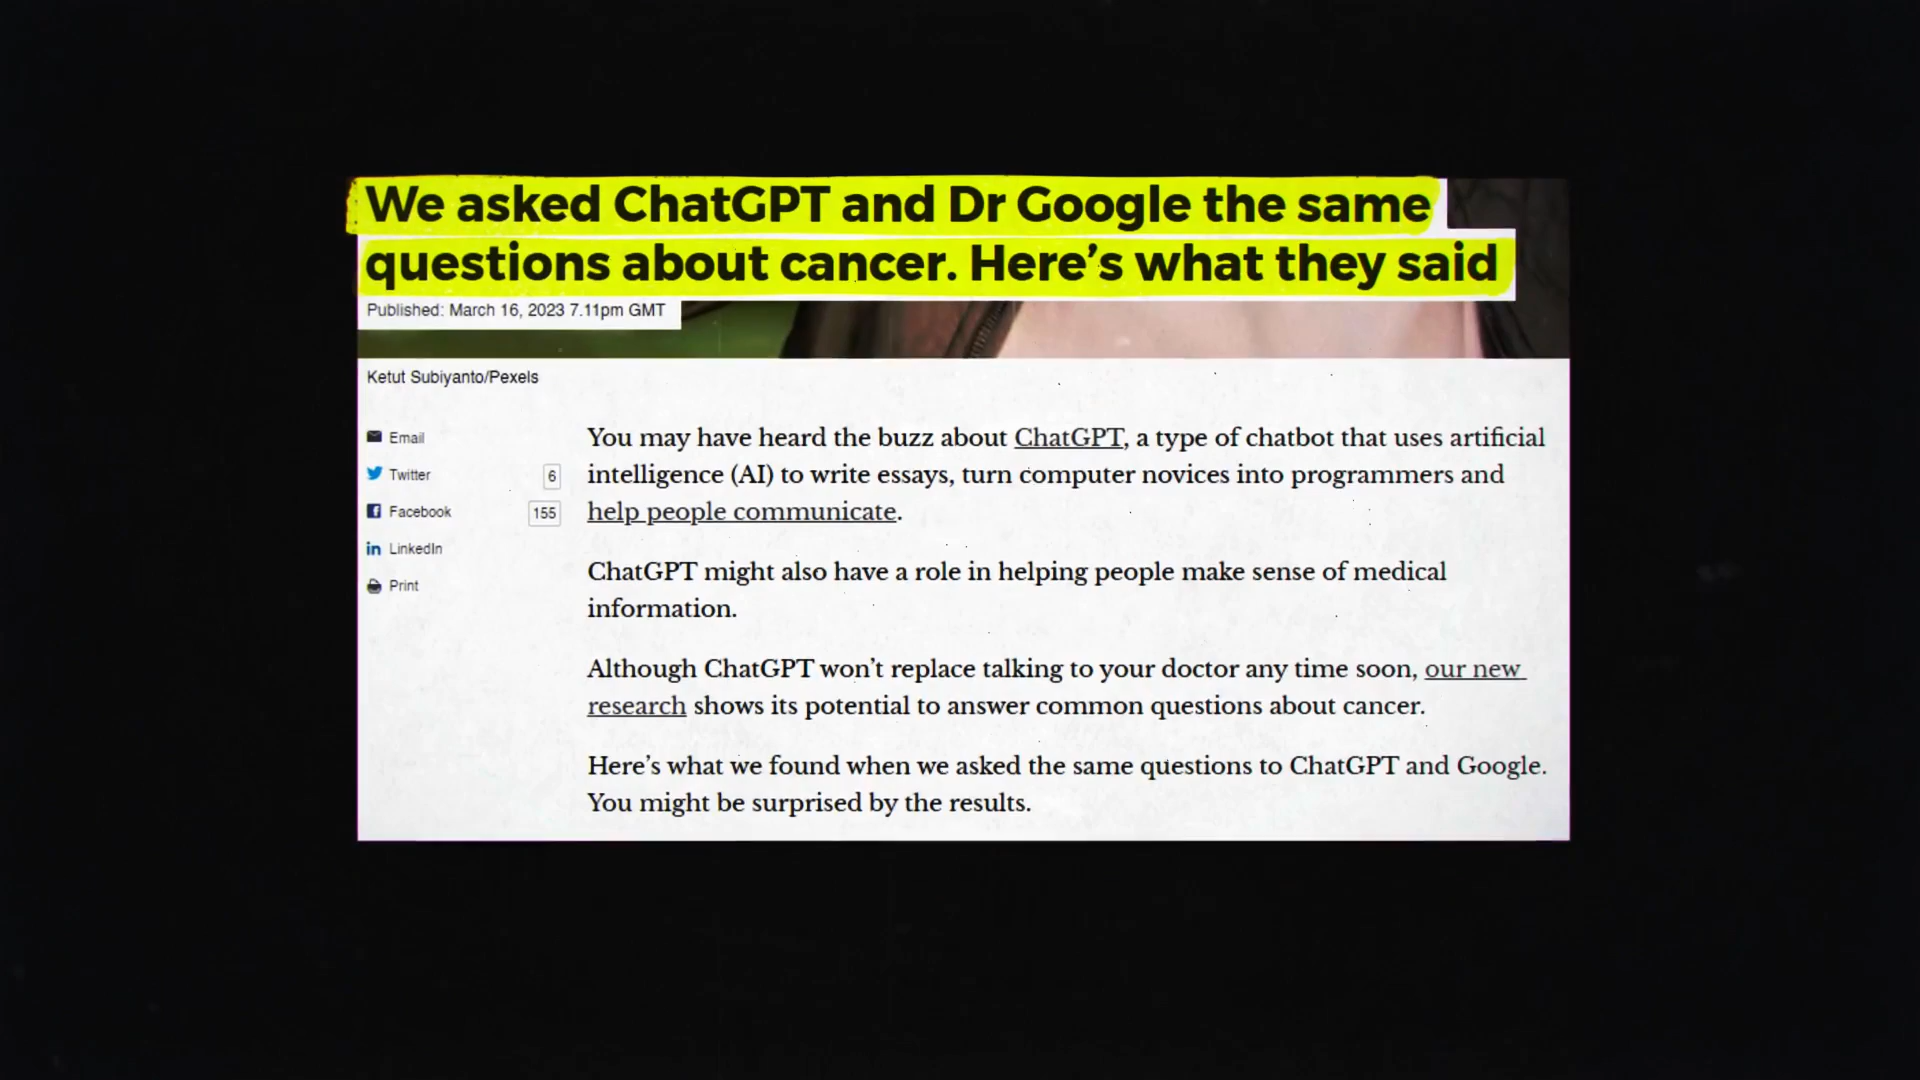 We asked ChatGPT and Dr Google the same
questions about cancer. Here’s what they said
Published: March 16, 2023 7.11pm GMT
Ketut Subiyanto/Pexels
Email
Twitter 6
Facebook 155
LinkedIn
Print
You may have heard the buzz about ChatGPT, a type of chatbot that uses artificial
intelligence (AI) to write essays, turn computer novices into programmers and
help people communicate.
ChatGPT might also have a role in helping people make sense of medical
information.
Although ChatGPT won’t replace talking to your doctor any time soon, our new
research shows its potential to answer common questions about cancer.
Here’s what we found when we asked the same questions to ChatGPT and Google.
You might be surprised by the results.